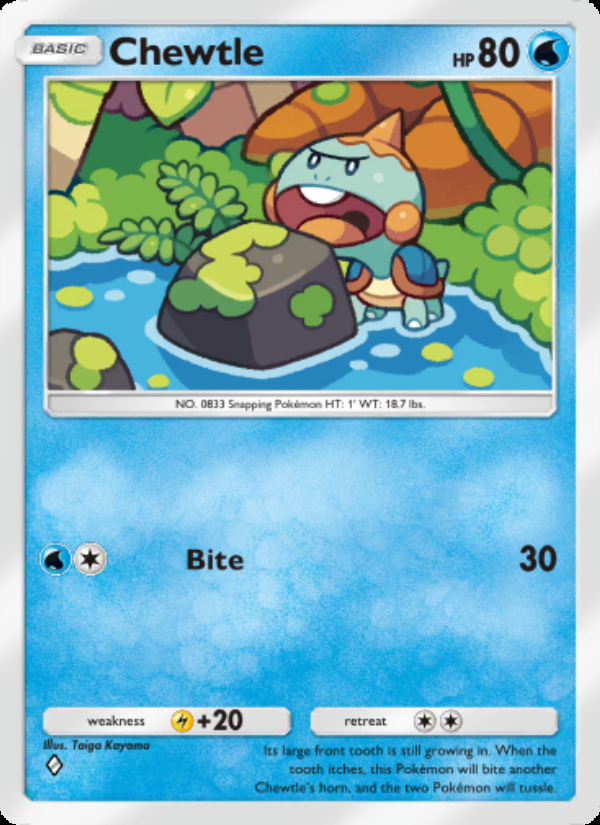 BASIC Chewtle HP 80
NO. 0833 Snapping Pokémon HT: 1' WT: 18.7 lbs.
Bite 30
weakness +20 retreat
Illus. Taiga Kayama
Its large front tooth is still growing in. When the
tooth itches, this Pokémon will bite another
Chewtle's horn, and the two Pokémon will tussle.